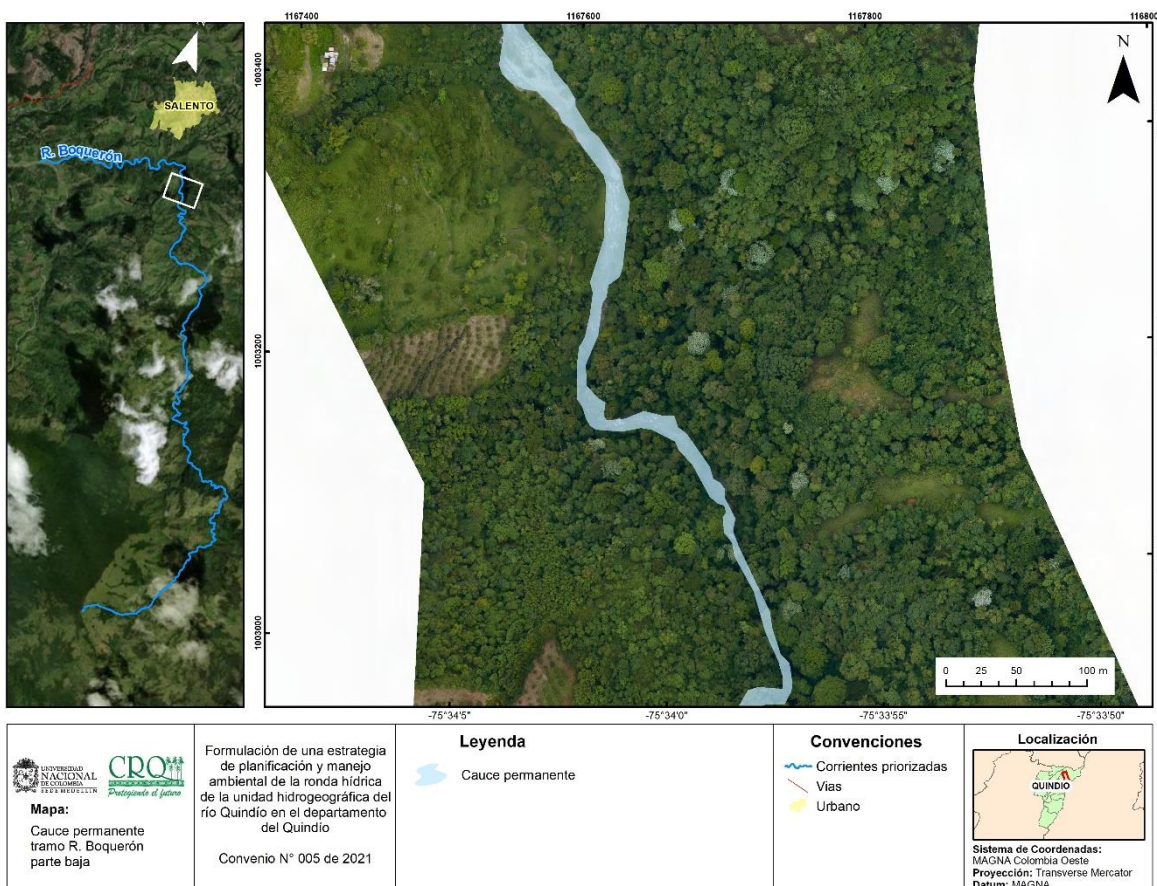 1167400
1167600
1167800
116800
SALENTO
R. Boquerón
N
1003400
1003200
1003000
0 25 50 100 m
-75°34'5"
-75°34'0"
-75°33'55"
-75°33'50"
UNIVERSIDAD
NACIONAL
DE COLOMBIA
SEDE MEDELLÍN
CRQ
Protegiendo el futuro
Mapa:
Cauce permanente
tramo R. Boquerón
parte baja
Formulación de una estrategia
de planificación y manejo
ambiental de la ronda hídrica
de la unidad hidrogeográfica del
río Quindío en el departamento
del Quindío
Convenio N° 005 de 2021
Leyenda
Cauce permanente
Convenciones
Corrientes priorizadas
Vias
Urbano
Localización
QUINDIO
Sistema de Coordenadas:
MAGNA Colombia Oeste
Proyección: Transverse Mercator
Datum: MAGNA